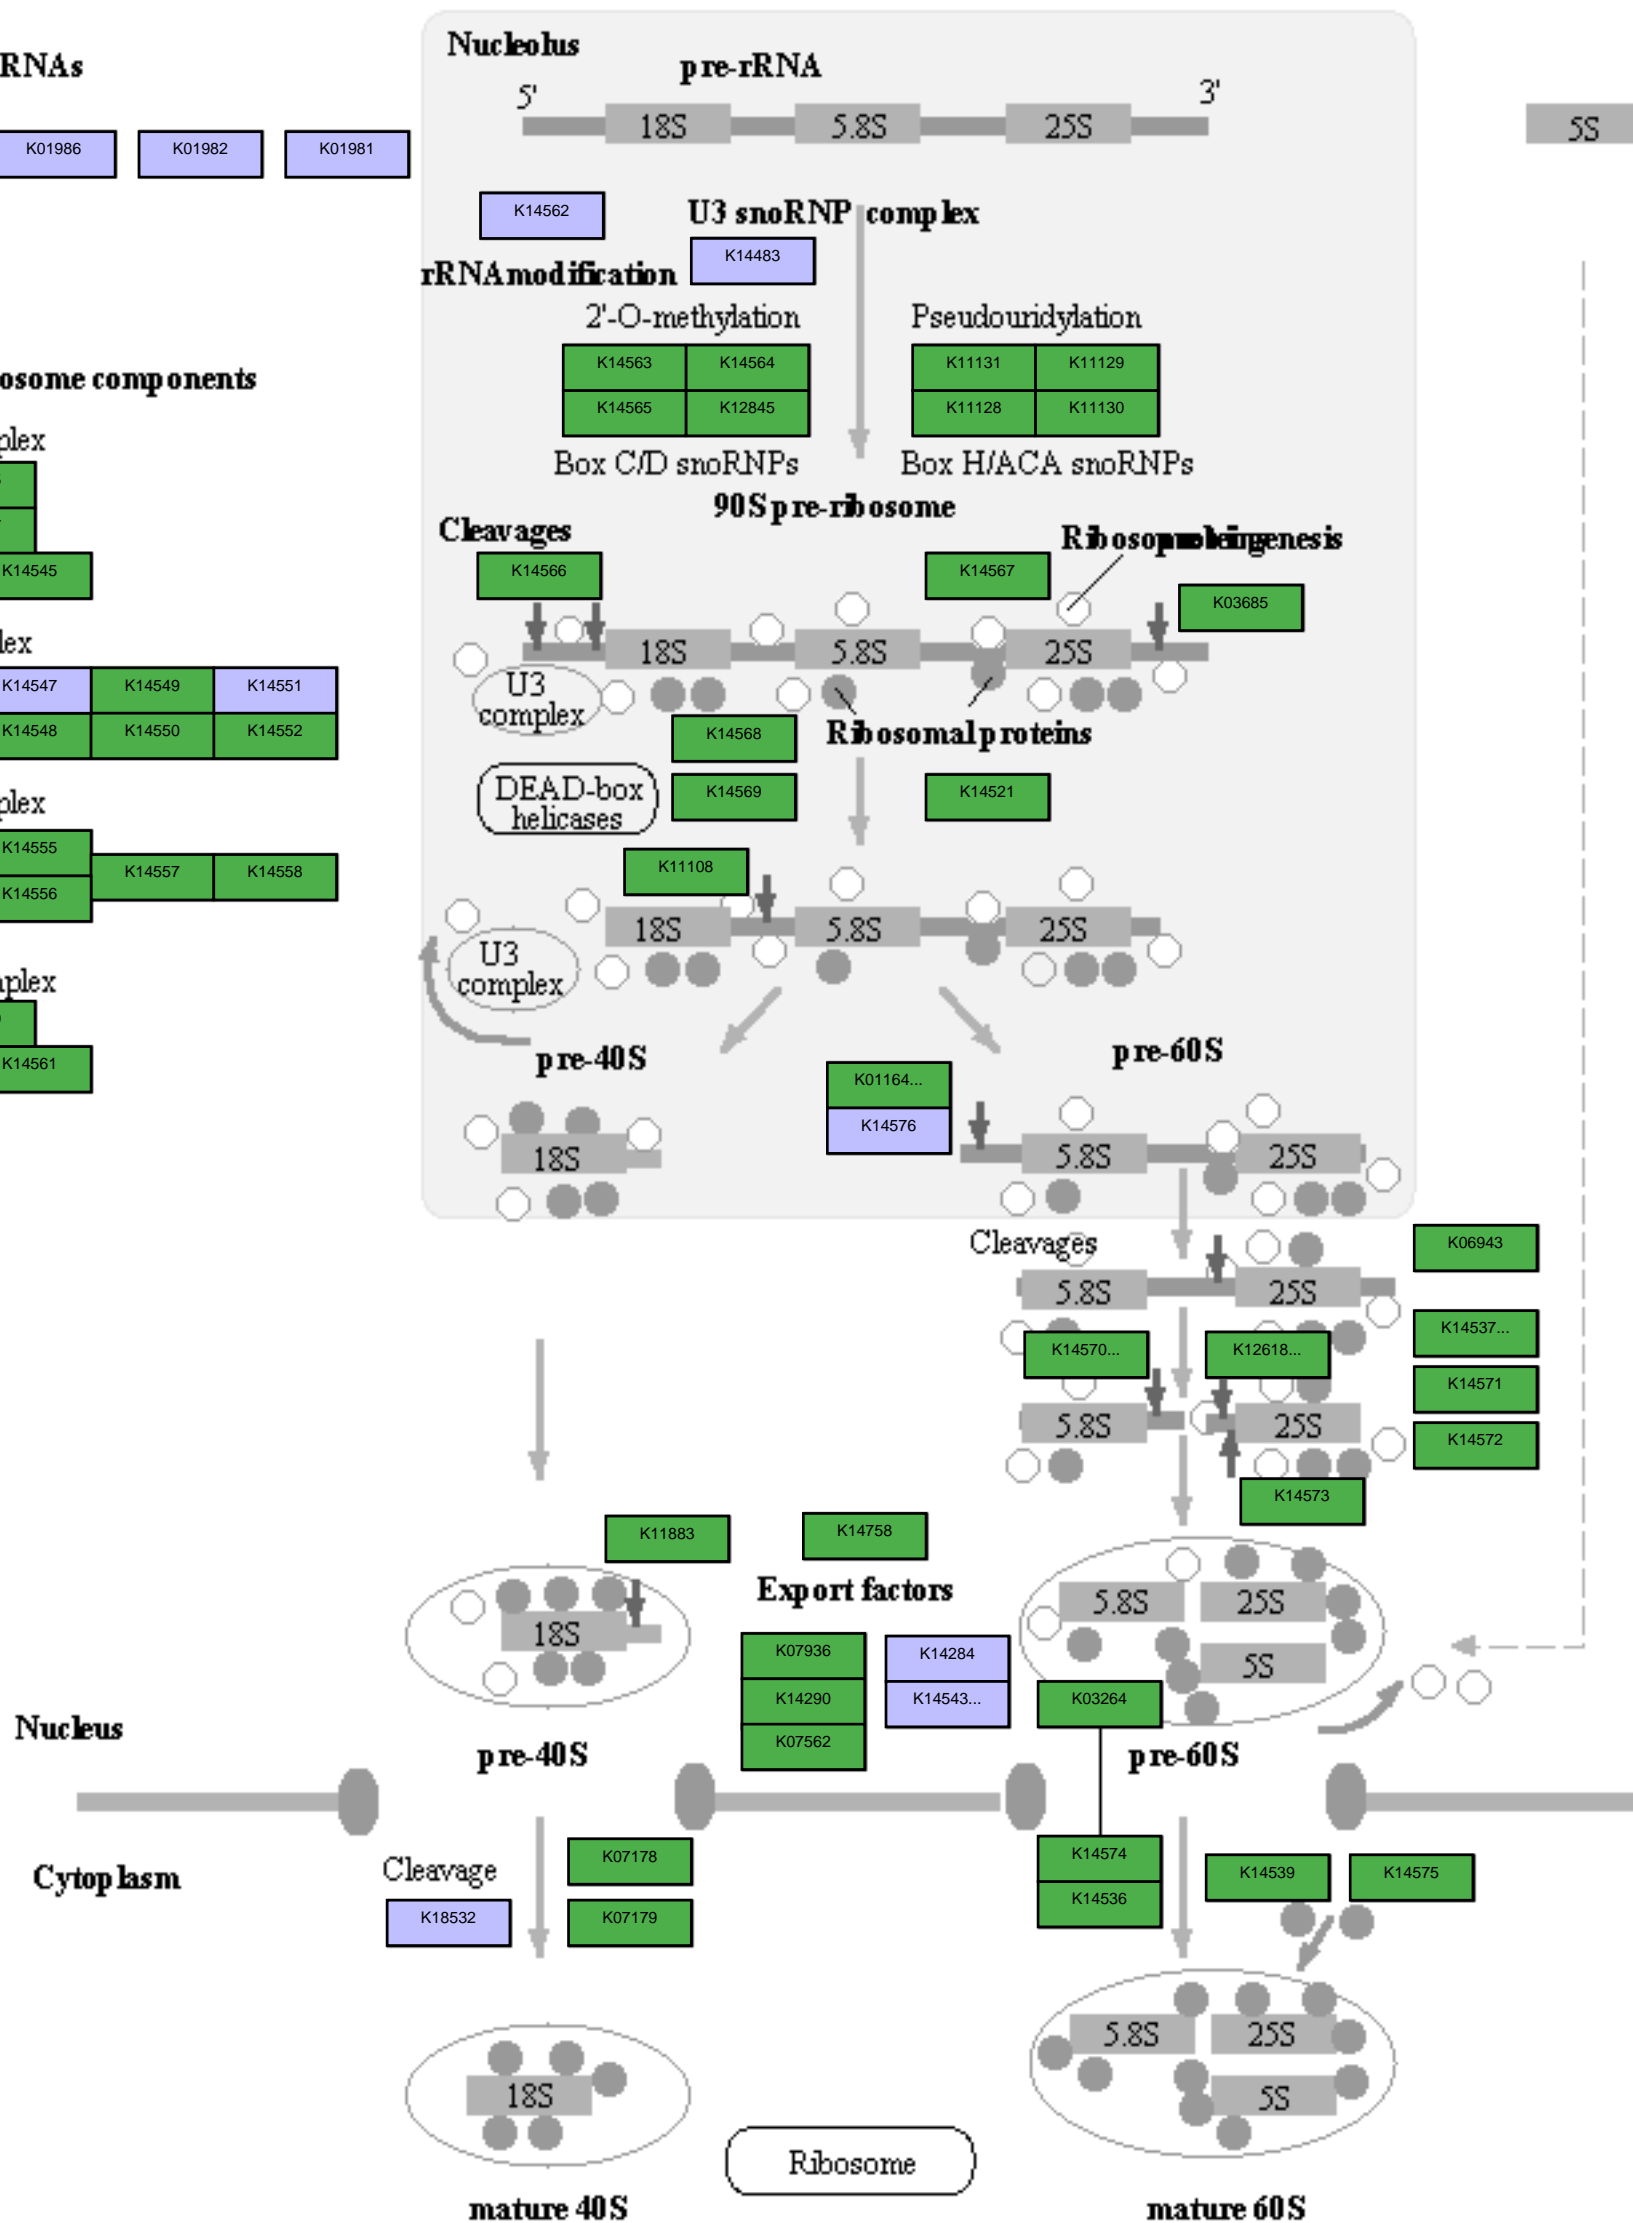 Nucleolus
RNAs
pre-rRNA
5'
3'
18S
5.8S
25S
5S
K01986
K01982
K01981
K14562
U3 snoRNP complex
rRNA modification
K14483
2'-O-methylation
Pseudouridylation
K14563
K14564
K11131
K11129
osome components
K14565
K12845
K11128
K11130
plex
Box C/D snoRNPs
Box H/ACA snoRNPs
90S pre-ribosome
Cleavages
K14545
K14566
K14567
K03685
lex
18S
5.8S
25S
K14547
K14549
K14551
U3
complex
K14548
K14550
K14552
K14568
Ribosomal proteins
DEAD-box
helicases
K14569
K14521
plex
K14555
K14557
K14558
K14556
K11108
18S
5.8S
25S
U3
complex
plex
K14561
pre-40S
pre-60S
K01164...
K14576
18S
5.8S
25S
Cleavages
K06943
5.8S
25S
K14570...
K12618...
K14537...
K14571
5.8S
25S
K14572
K14573
K11883
K14758
Export factors
5.8S
25S
18S
5S
K07936
K14284
K14290
K14543...
K03264
K07562
Nucleus
pre-40S
pre-60S
Cytoplasm
Cleavage
K07178
K14574
K14539
K14575
K18532
K07179
K14536
5.8S
25S
18S
5S
Ribosome
mature 40S
mature 60S